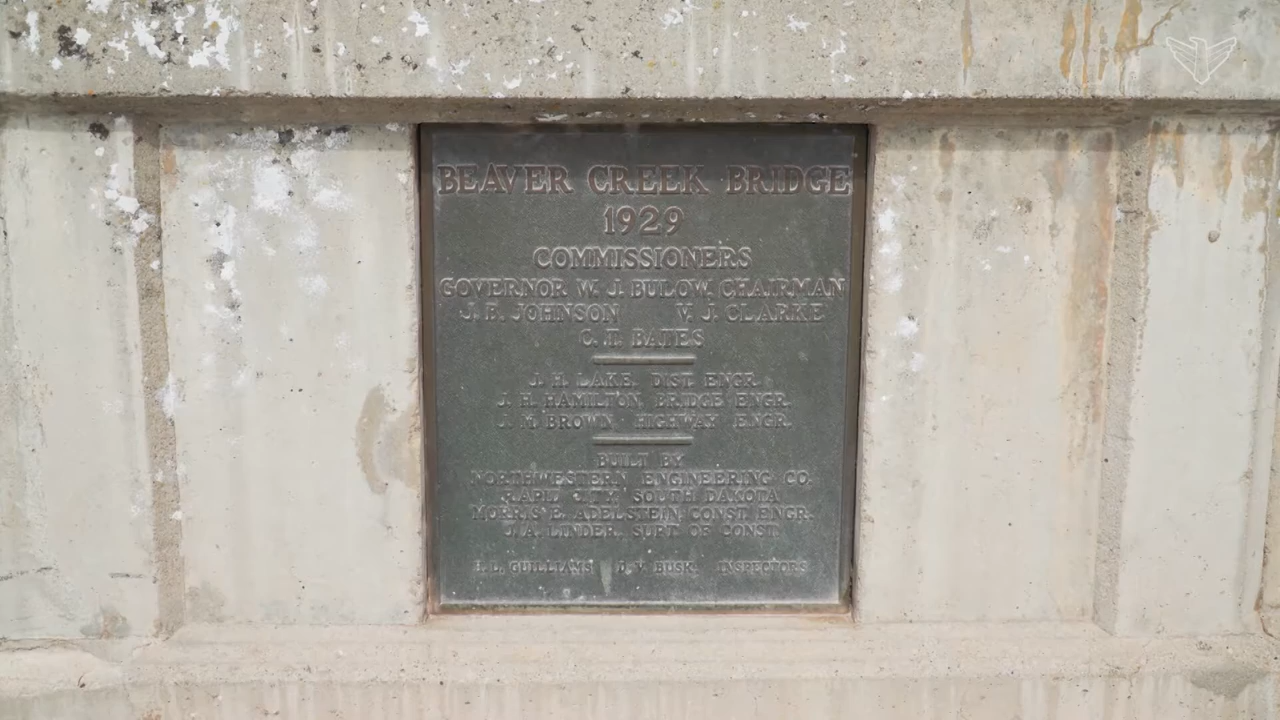 BEAVER CREEK BRIDGE
1929
COMMISSIONERS
GOVERNOR W. J. BULOW, CHAIRMAN
J. E. JOHNSON V. J. CLARKE
C. T. BATES
J. H. LAKE, DIST. ENGR.
J. H. HAMILTON, BRIDGE ENGR.
J. M. BROWN, HIGHWAY ENGR.
BUILT BY
NORTHWESTERN ENGINEERING CO.
RAPID CITY, SOUTH DAKOTA
MORRIS E. ADELSTEIN, CONST. ENGR.
J. A. LINDER, SUPT. OF CONST.
GUILLIAMS BUSK INSPECTORS